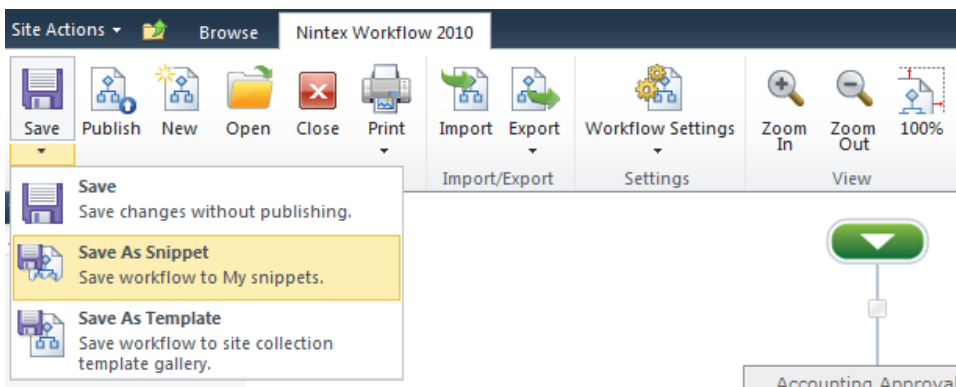 Site Actions Browse Nintex Workflow 2010
Save Publish New Open Close Print Import Export Workflow Settings Zoom In Zoom Out 100%
Import/Export Settings View
Save
Save changes without publishing.
Save As Snippet
Save workflow to My snippets.
Save As Template
Save workflow to site collection
template gallery.
Accounting Approval